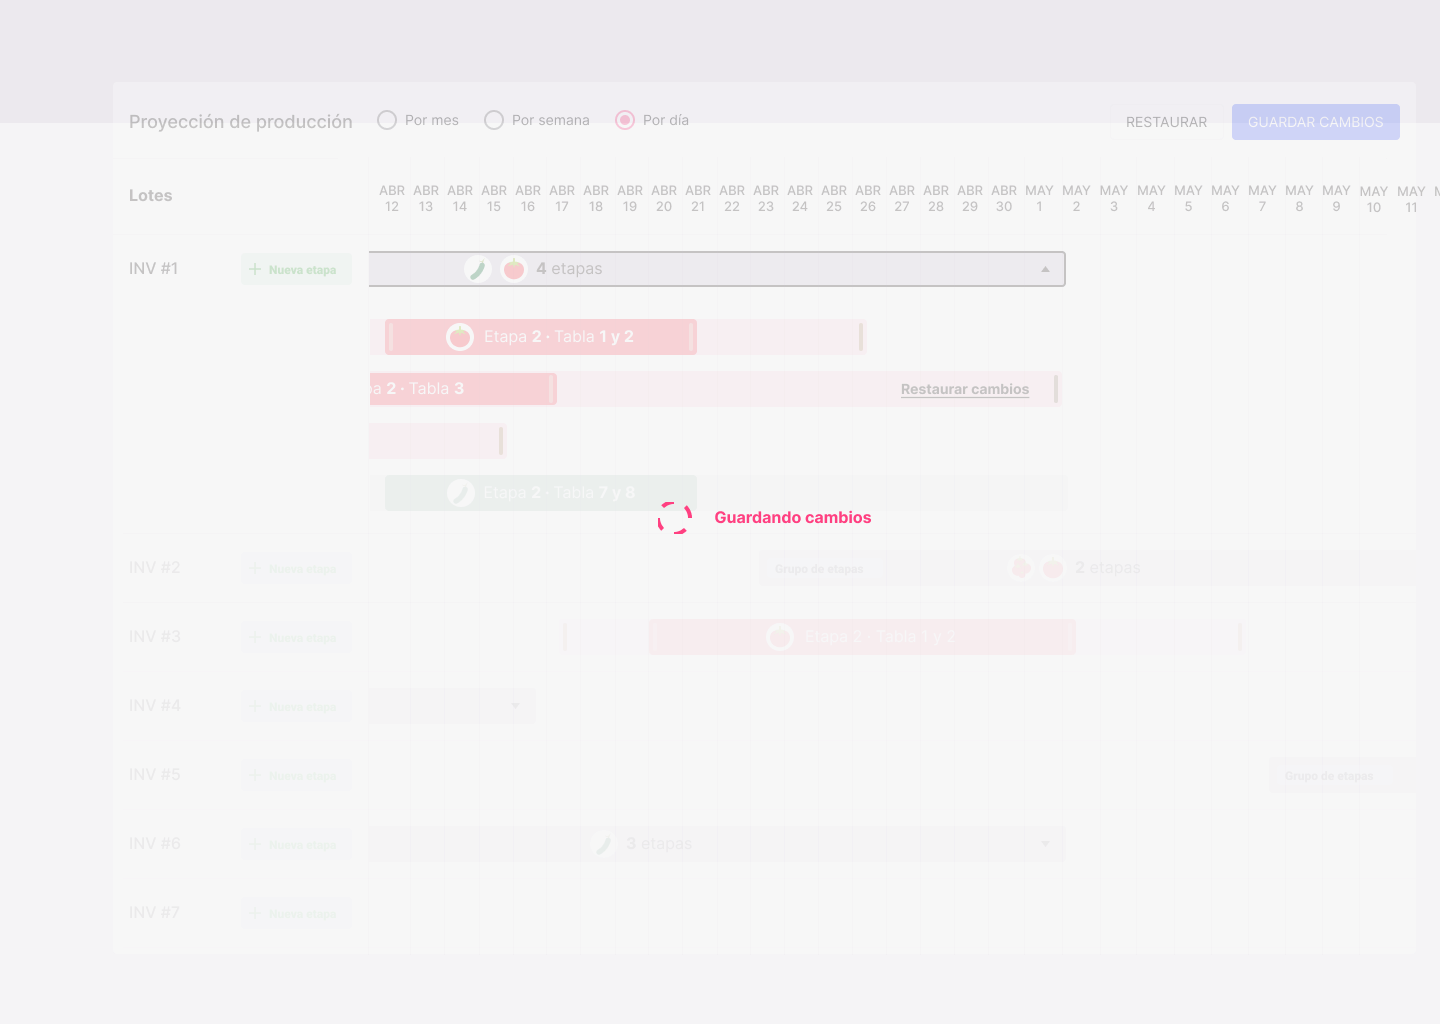 Proyección de producción
Por mes
Por semana
Por día
RESTAURAR
GUARDAR CAMBIOS
Lotes
ABR 12
ABR 13
ABR 14
ABR 15
ABR 16
ABR 17
ABR 18
ABR 19
ABR 20
ABR 21
ABR 22
ABR 23
ABR 24
ABR 25
ABR 26
ABR 27
ABR 28
ABR 29
ABR 30
MAY 1
MAY 2
MAY 3
MAY 4
MAY 5
MAY 6
MAY 7
MAY 8
MAY 9
MAY 10
MAY 11
INV #1
+ Nueva etapa
4 etapas
Etapa 2 · Tabla 1 y 2
2 · Tabla 3
Restaurar cambios
Etapa 2 · Tabla 7 y 8
Guardando cambios
INV #2
+ Nueva etapa
Grupo de etapas
2 etapas
INV #3
+ Nueva etapa
Etapa 2 · Tabla 1 y 2
INV #4
+ Nueva etapa
INV #5
+ Nueva etapa
Grupo de etapas
INV #6
+ Nueva etapa
3 etapas
INV #7
+ Nueva etapa